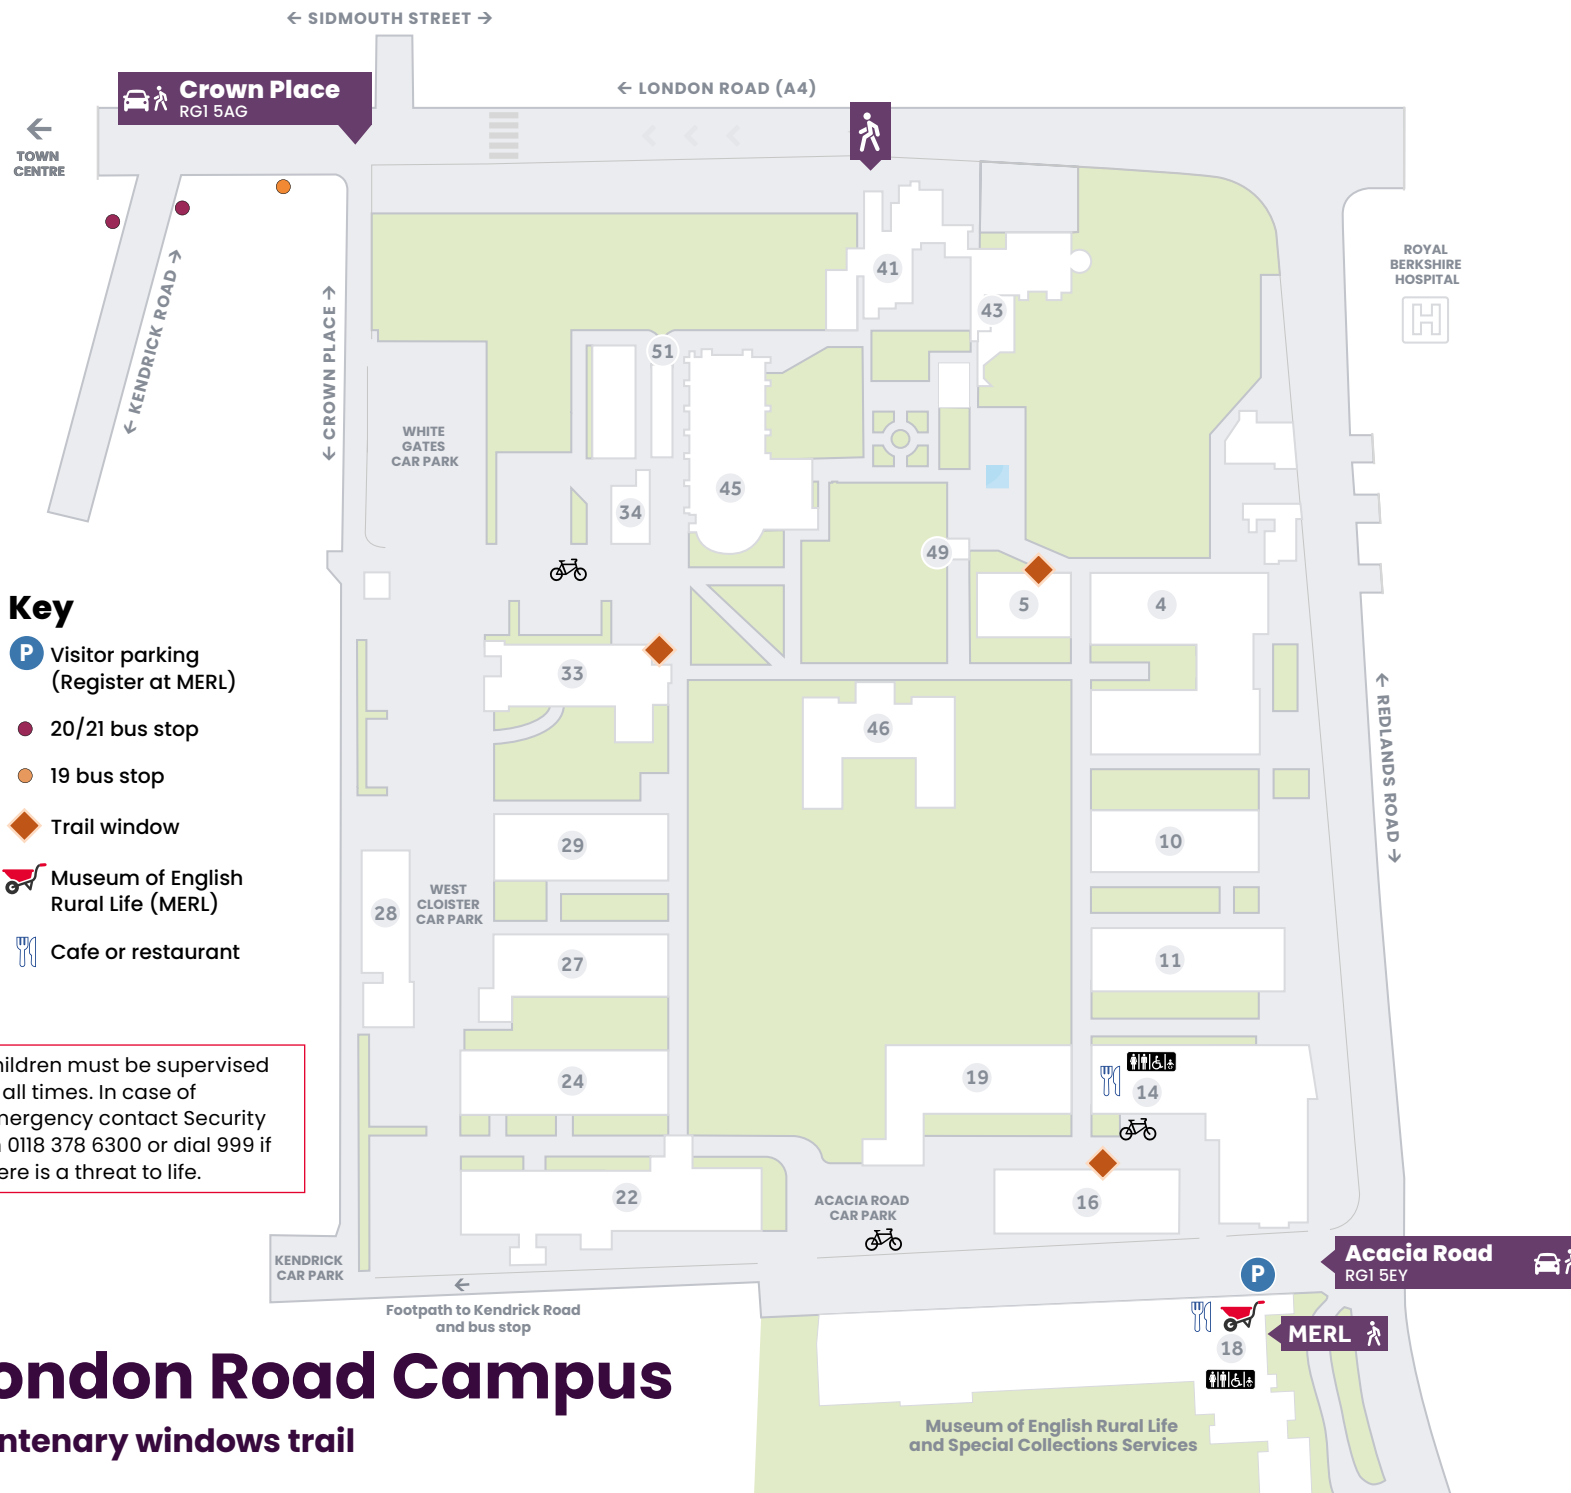 ← SIDMOUTH STREET →
Crown Place
RG1 5AG
← LONDON ROAD (A4)
←
TOWN
CENTRE
← KENDRICK ROAD →
← CROWN PLACE →
ROYAL
BERKSHIRE
HOSPITAL
H
41
43
51
WHITE
GATES
CAR PARK
45
34
49
5
4
33
46
← REDLANDS ROAD →
Key
P Visitor parking
(Register at MERL)
20/21 bus stop
19 bus stop
Trail window
Museum of English
Rural Life (MERL)
Cafe or restaurant
29
10
28
WEST
CLOISTER
CAR PARK
27
11
24
19
14
ildren must be supervised
all times. In case of
mergency contact Security
0118 378 6300 or dial 999 if
ere is a threat to life.
22
ACACIA ROAD
CAR PARK
16
KENDRICK
CAR PARK
←
Footpath to Kendrick Road
and bus stop
P
Acacia Road
RG1 5EY
MERL
18
ondon Road Campus
ntenary windows trail
Museum of English Rural Life
and Special Collections Services